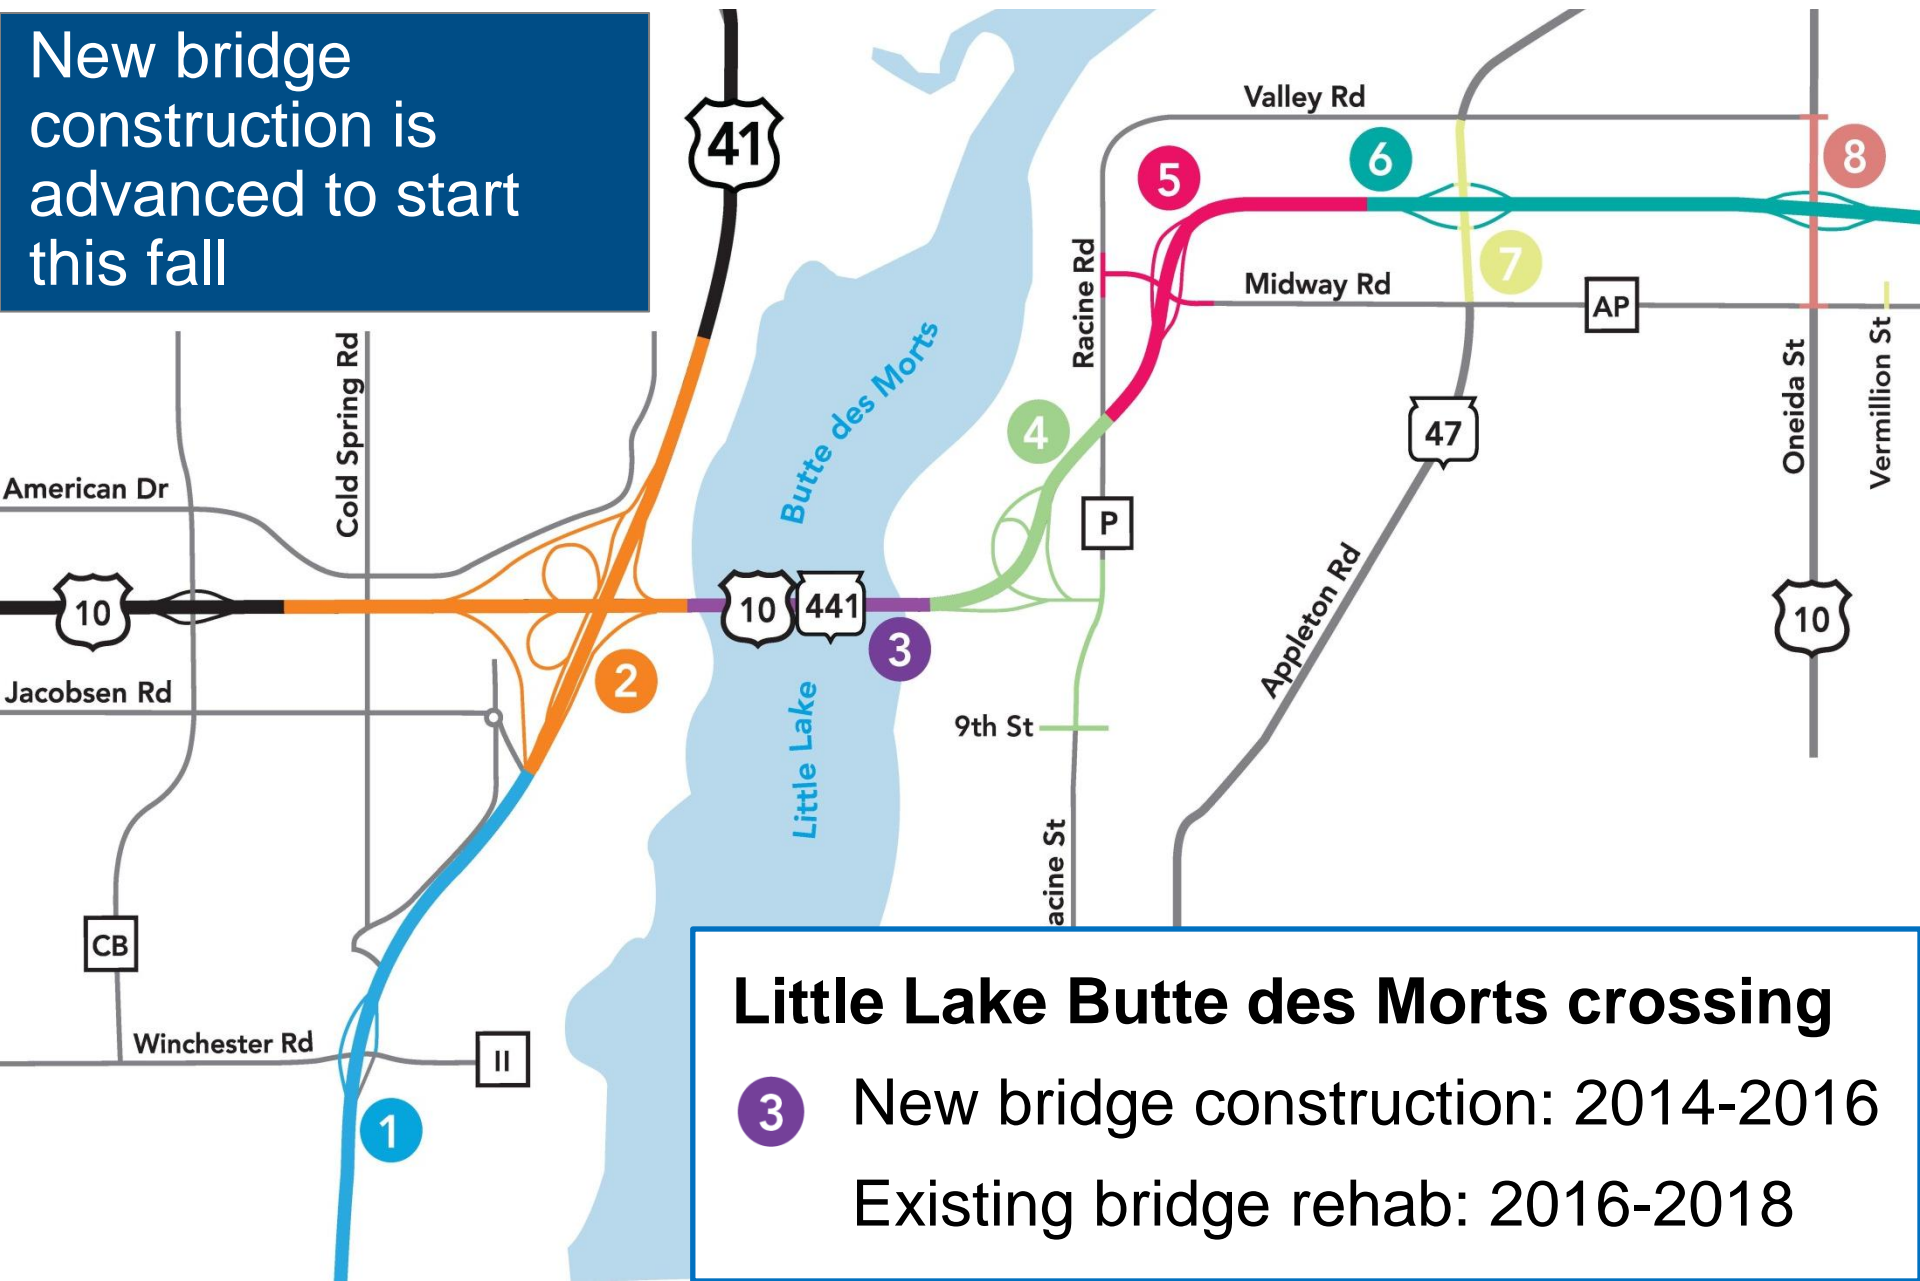 New bridge
construction is
advanced to start
this fall
41
Valley Rd
8
6
5
7
Racine Rd
Midway Rd
AP
Cold Spring Rd
Butte des Morts
Oneida St
Vermillion St
4
47
American Dr
P
10
10
441
3
Appleton Rd
10
2
Jacobsen Rd
Little Lake
9th St
acine St
CB
Winchester Rd
II
1
Little Lake Butte des Morts crossing
3 New bridge construction: 2014-2016
Existing bridge rehab: 2016-2018